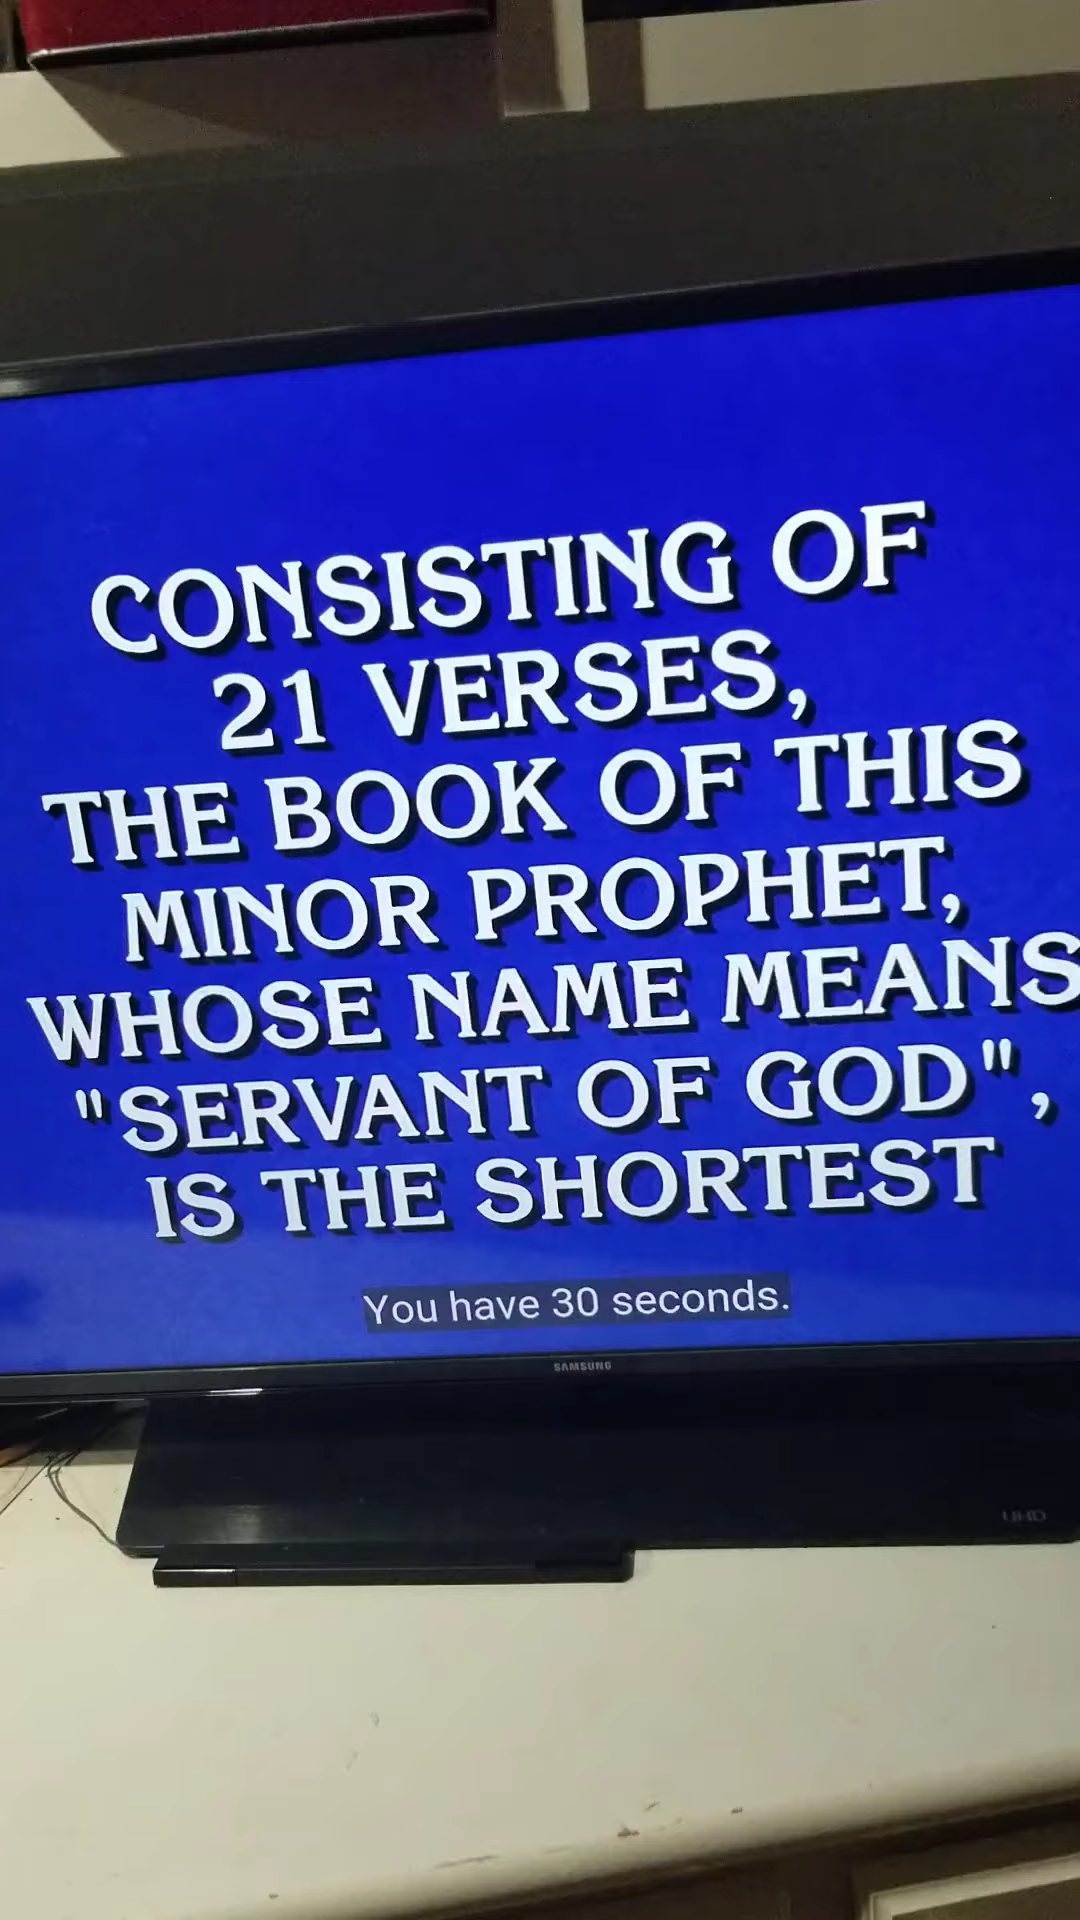 CONSISTING OF
21 VERSES,
THE BOOK OF THIS
MINOR PROPHET,
WHOSE NAME MEANS
"SERVANT OF GOD",
IS THE SHORTEST
You have 30 seconds.
SAMSUNG
UHD